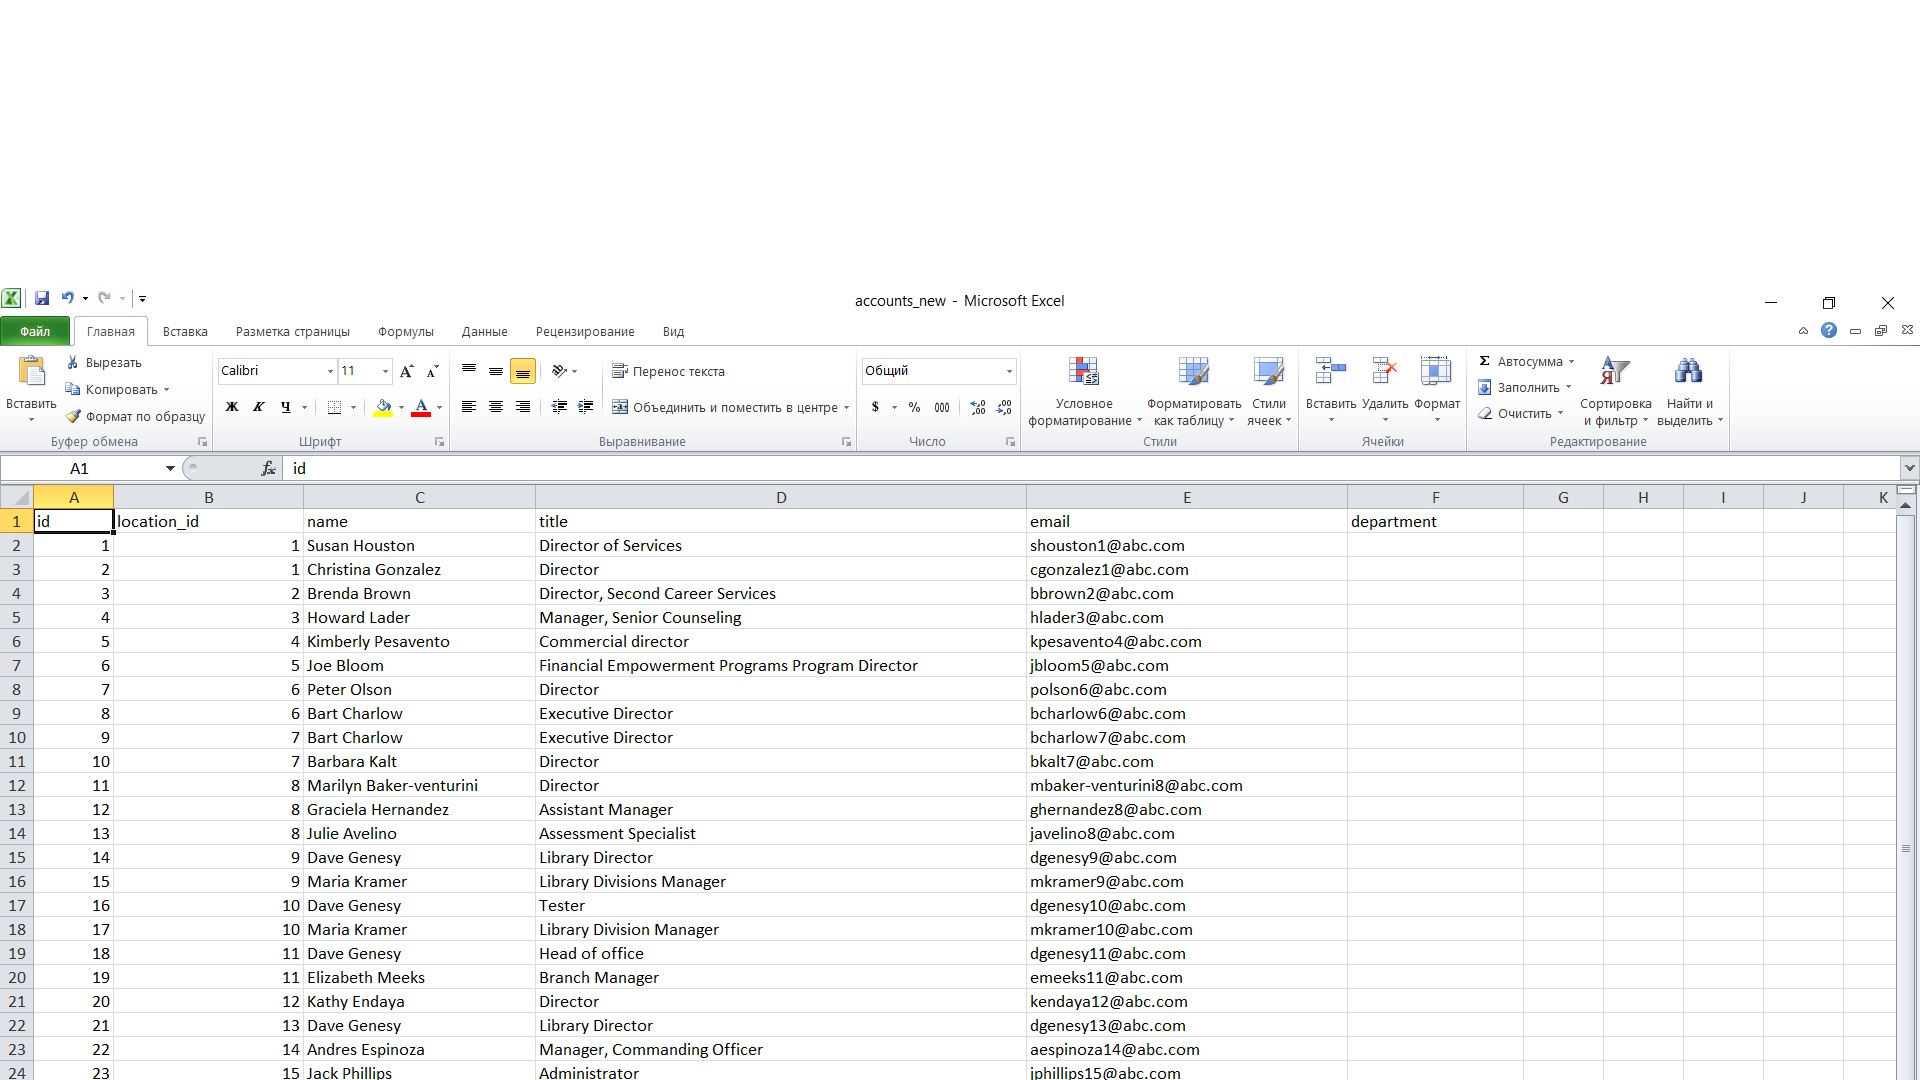 accounts_new - Microsoft Excel
Файл Главная Вставка Разметка страницы Формулы Данные Рецензирование Вид
Вставить
Вырезать
Копировать
Формат по образцу
Буфер обмена
Calibri 11
Ж К Ч
Шрифт
Перенос текста
Объединить и поместить в центре
Выравнивание
Общий
$ % 000
Число
Условное форматирование
Форматировать как таблицу
Стили ячеек
Стили
Вставить Удалить Формат
Ячейки
Автосумма
Заполнить
Очистить
Сортировка и фильтр
Найти и выделить
Редактирование
A1 fx id
A B C D E F G H I J K
1 id location_id name title email department
2 1 1 Susan Houston Director of Services shouston1@abc.com
3 2 1 Christina Gonzalez Director cgonzalez1@abc.com
4 3 2 Brenda Brown Director, Second Career Services bbrown2@abc.com
5 4 3 Howard Lader Manager, Senior Counseling hlader3@abc.com
6 5 4 Kimberly Pesavento Commercial director kpesavento4@abc.com
7 6 5 Joe Bloom Financial Empowerment Programs Program Director jbloom5@abc.com
8 7 6 Peter Olson Director polson6@abc.com
9 8 6 Bart Charlow Executive Director bcharlow6@abc.com
10 9 7 Bart Charlow Executive Director bcharlow7@abc.com
11 10 7 Barbara Kalt Director bkalt7@abc.com
12 11 8 Marilyn Baker-venturini Director mbaker-venturini8@abc.com
13 12 8 Graciela Hernandez Assistant Manager ghernandez8@abc.com
14 13 8 Julie Avelino Assessment Specialist javelino8@abc.com
15 14 9 Dave Genesy Library Director dgenesy9@abc.com
16 15 9 Maria Kramer Library Divisions Manager mkramer9@abc.com
17 16 10 Dave Genesy Tester dgenesy10@abc.com
18 17 10 Maria Kramer Library Division Manager mkramer10@abc.com
19 18 11 Dave Genesy Head of office dgenesy11@abc.com
20 19 11 Elizabeth Meeks Branch Manager emeeks11@abc.com
21 20 12 Kathy Endaya Director kendaya12@abc.com
22 21 13 Dave Genesy Library Director dgenesy13@abc.com
23 22 14 Andres Espinoza Manager, Commanding Officer aespinoza14@abc.com
24 23 15 Jack Phillips Administrator jphillips15@abc.com